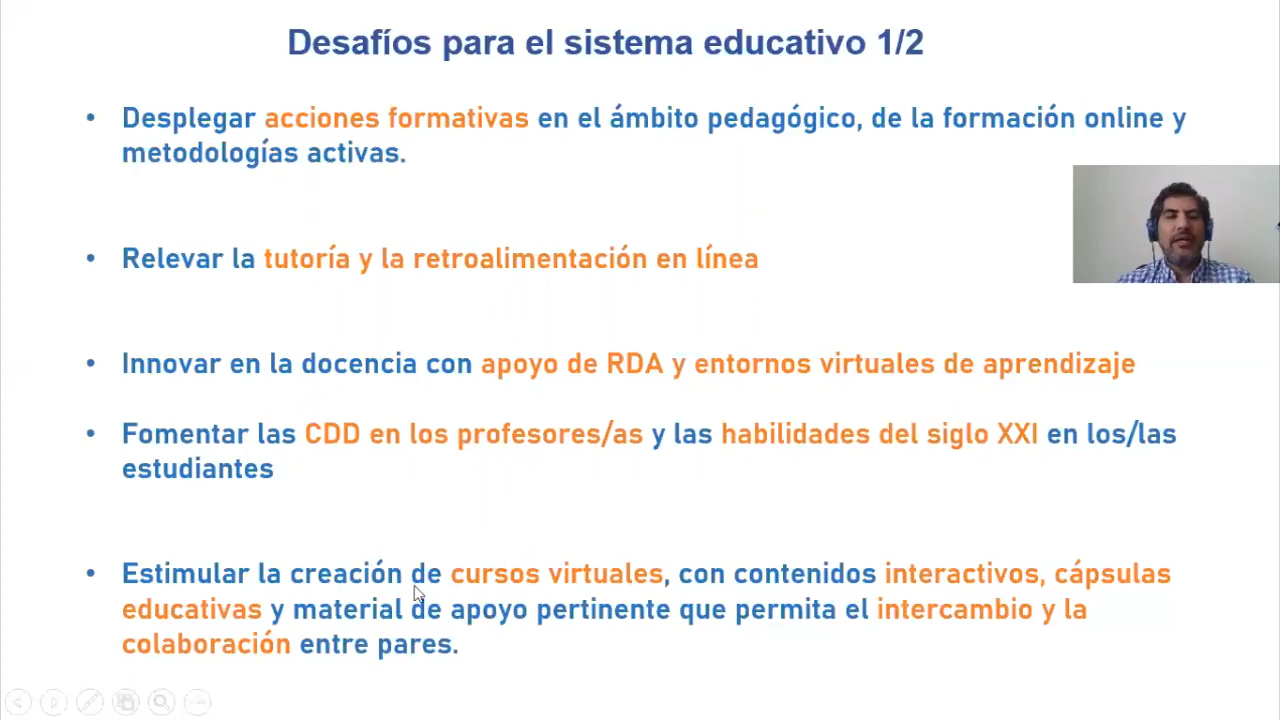 Desafíos para el sistema educativo 1/2
• Desplegar acciones formativas en el ámbito pedagógico, de la formación online y
metodologías activas.
• Relevar la tutoría y la retroalimentación en línea
• Innovar en la docencia con apoyo de RDA y entornos virtuales de aprendizaje
• Fomentar las CDD en los profesores/as y las habilidades del siglo XXI en los/las
estudiantes
• Estimular la creación de cursos virtuales, con contenidos interactivos, cápsulas
educativas y material de apoyo pertinente que permita el intercambio y la
colaboración entre pares.